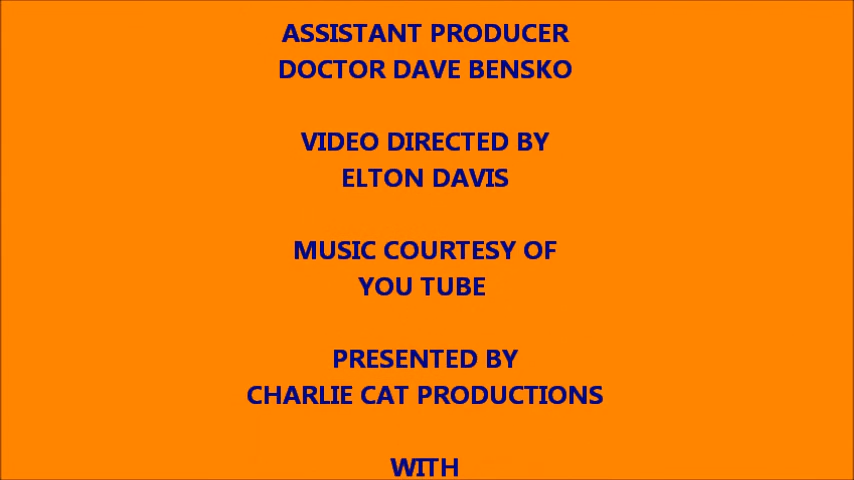 ASSISTANT PRODUCER
DOCTOR DAVE BENSKO
VIDEO DIRECTED BY
ELTON DAVIS
MUSIC COURTESY OF
YOU TUBE
PRESENTED BY
CHARLIE CAT PRODUCTIONS
WITH